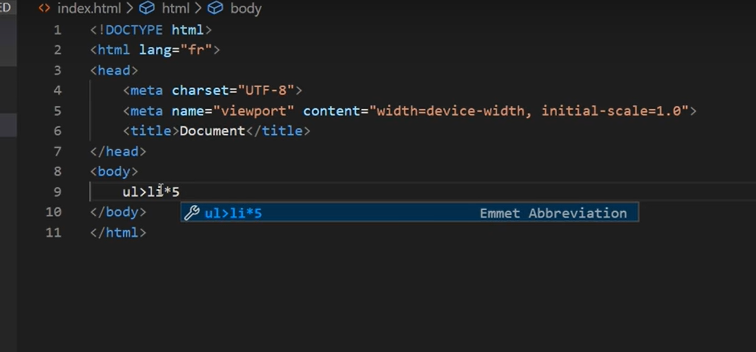 ED
index.html > html > body
1 <!DOCTYPE html>
2 <html lang="fr">
3 <head>
4 <meta charset="UTF-8">
5 <meta name="viewport" content="width=device-width, initial-scale=1.0">
6 <title>Document</title>
7 </head>
8 <body>
9 ul>li*5
10 </body>
ul>li*5 Emmet Abbreviation
11 </html>